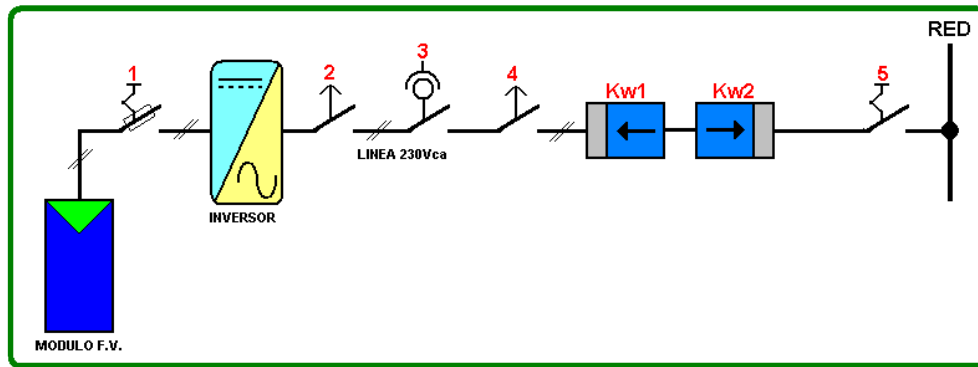 RED
1
2
3
4
Kw1
Kw2
5
LINEA 230Vca
INVERSOR
MODULO F.V.